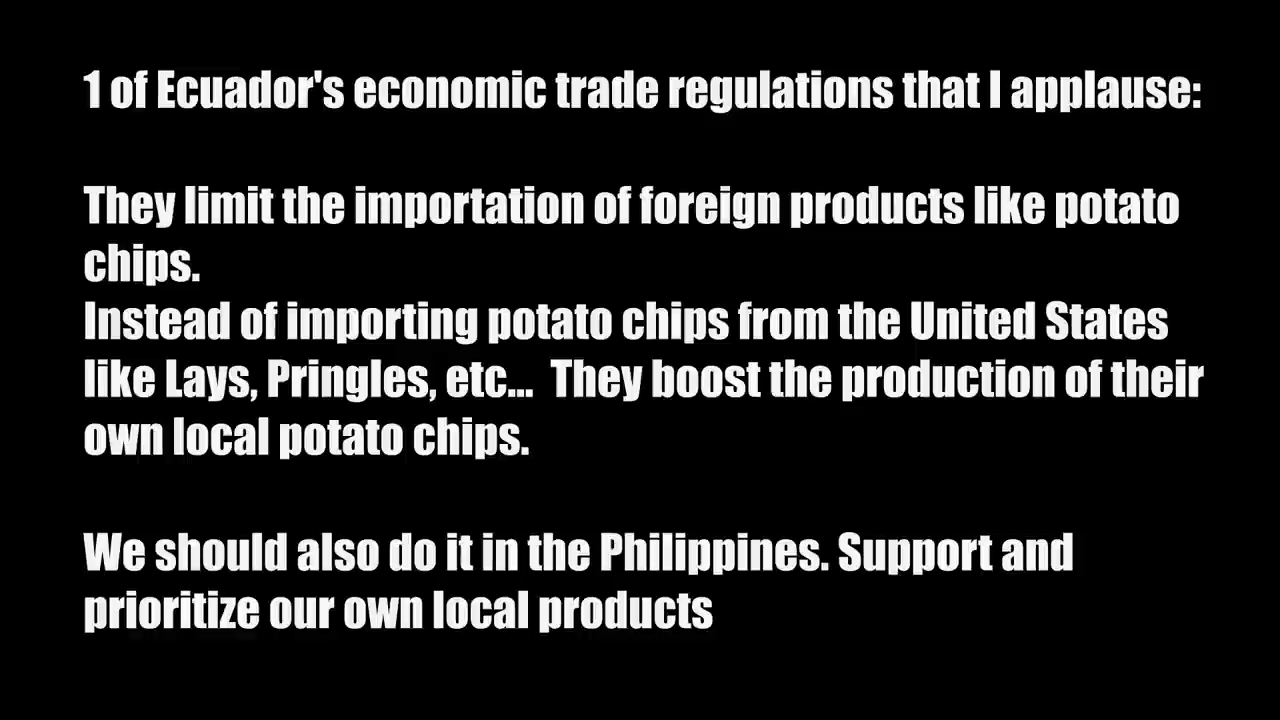 1 of Ecuador's economic trade regulations that I applause:
They limit the importation of foreign products like potato
chips.
Instead of importing potato chips from the United States
like Lays, Pringles, etc...  They boost the production of their
own local potato chips.
We should also do it in the Philippines. Support and
prioritize our own local products